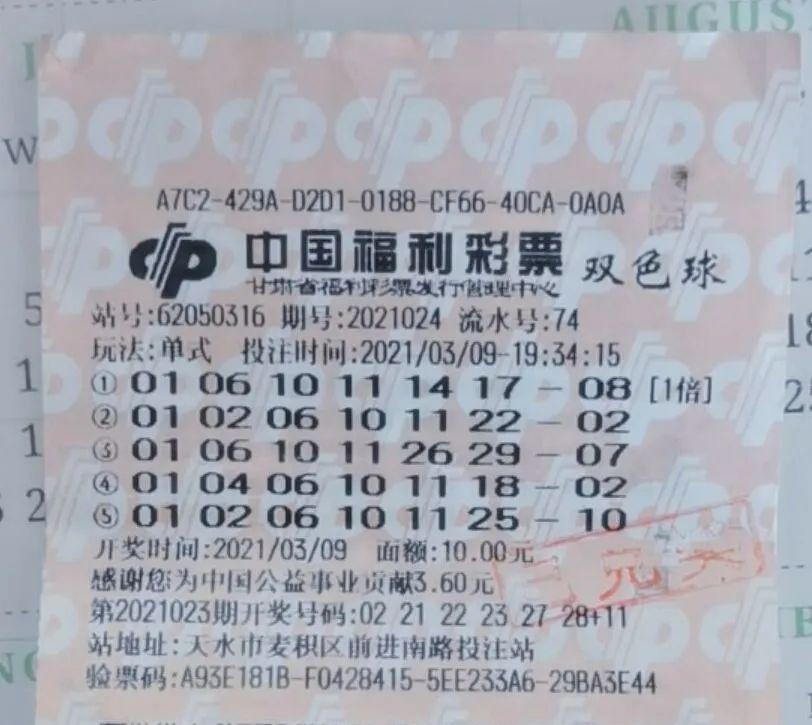 AUGUST
A7C2-429A-D2D1-0188-CF66-40CA-0A0A
中国福利彩票 双色球
甘肃省福利彩票发行管理中心
站号:62050316 期号:2021024 流水号:74
玩法:单式 投注时间:2021/03/09-19:34:15
① 01 06 10 11 14 17 - 08 [1倍]
② 01 02 06 10 11 22 - 02
③ 01 06 10 11 26 29 - 07
④ 01 04 06 10 11 18 - 02
⑤ 01 02 06 10 11 25 - 10
开奖时间:2021/03/09 面额:10.00元
感谢您为中国公益事业贡献3.60元
第2021023期开奖号码:02 21 22 23 27 28+11
站地址:天水市麦积区前进南路投注站
验票码:A93E181B-F0428415-5EE233A6-29BA3E44